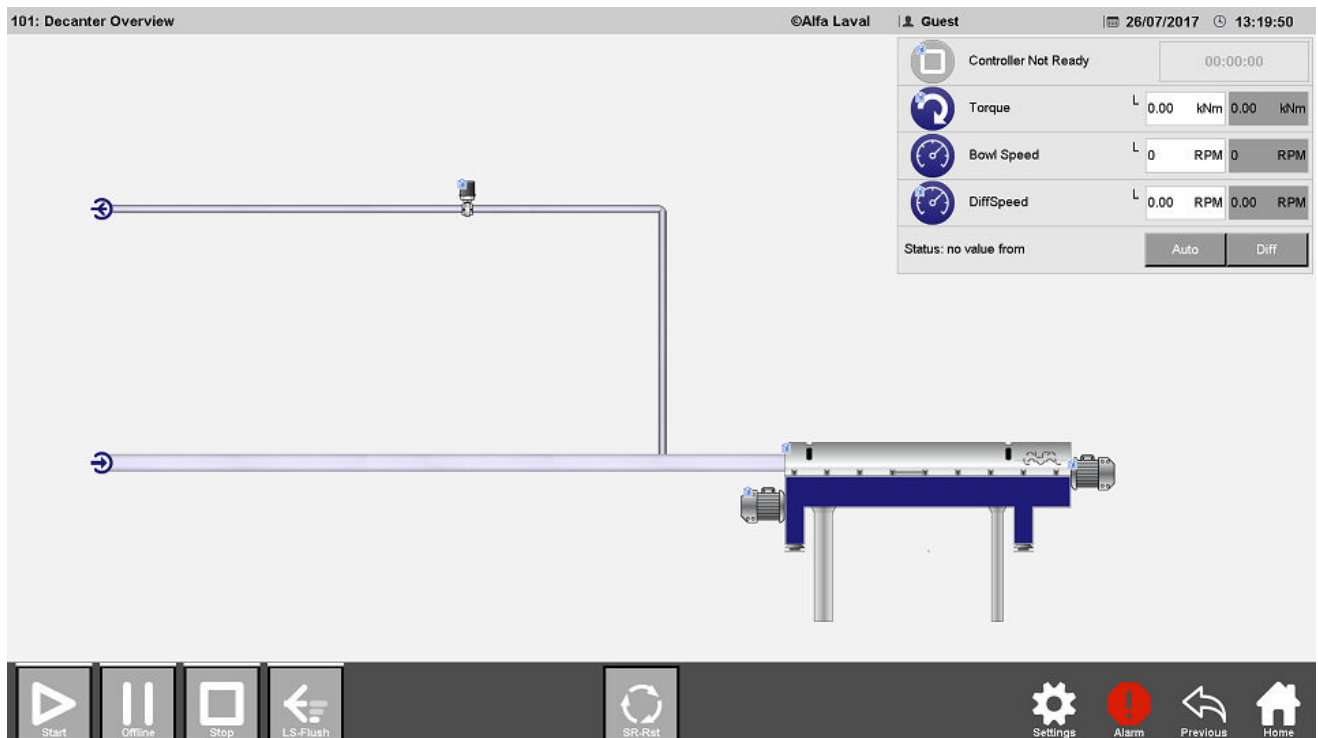 101: Decanter Overview ©Alfa Laval Guest 26/07/2017 13:19:50
Controller Not Ready 00:00:00
Torque L 0.00 kNm 0.00 kNm
Bowl Speed L 0 RPM 0 RPM
DiffSpeed L 0.00 RPM 0.00 RPM
Status: no value from Auto Diff
Start Offline Stop LS-Flush SR-Rst Settings Alarm Previous Home